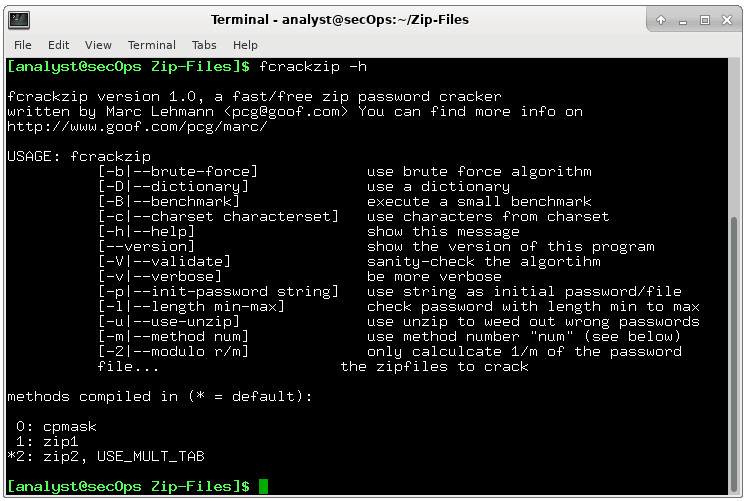 Terminal - analyst@secOps:~/Zip-Files
File Edit View Terminal Tabs Help
[analyst@secOps Zip-Files]$ fcrackzip -h
fcrackzip version 1.0, a fast/free zip password cracker
written by Marc Lehmann <pcg@goof.com> You can find more info on
http://www.goof.com/pcg/marc/
USAGE: fcrackzip
[-b|--brute-force] use brute force algorithm
[-D|--dictionary] use a dictionary
[-B|--benchmark] execute a small benchmark
[-c|--charset characterset] use characters from charset
[-h|--help] show this message
[--version] show the version of this program
[-V|--validate] sanity-check the algortihm
[-v|--verbose] be more verbose
[-p|--init-password string] use string as initial password/file
[-l|--length min-max] check password with length min to max
[-u|--use-unzip] use unzip to weed out wrong passwords
[-m|--method num] use method number "num" (see below)
[-2|--modulo r/m] only calculcate 1/m of the password
file... the zipfiles to crack
methods compiled in (* = default):
0: cpmask
1: zip1
*2: zip2, USE_MULT_TAB
[analyst@secOps Zip-Files]$